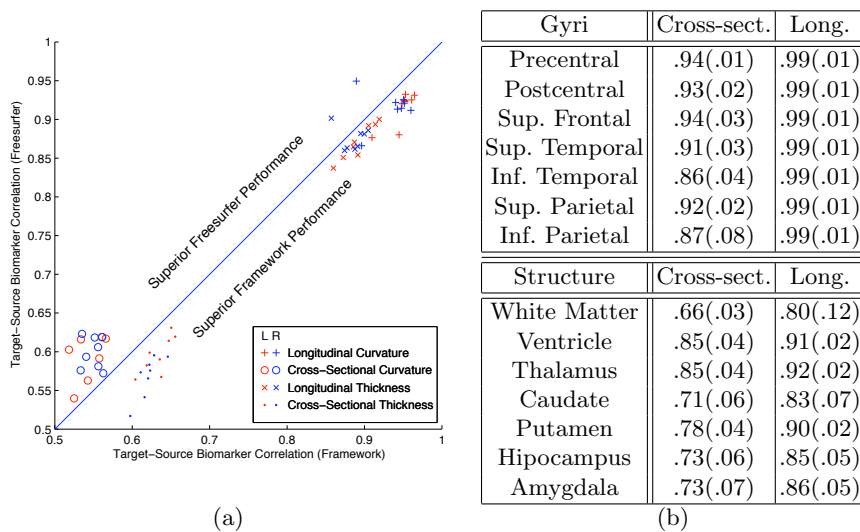 1
0.95
0.9
0.85
0.8
0.75
0.7
0.65
0.6
0.55
0.5
Target-Source Biomarker Correlation (Freesurfer)
Superior Freesurfer Performance
Superior Framework Performance
L R
Longitudinal Curvature
Cross-Sectional Curvature
Longitudinal Thickness
Cross-Sectional Thickness
0.5 0.6 0.7 0.8 0.9 1
Target-Source Biomarker Correlation (Framework)
(a)
Gyri Cross-sect. Long.
Precentral .94(.01) .99(.01)
Postcentral .93(.02) .99(.01)
Sup. Frontal .94(.03) .99(.01)
Sup. Temporal .91(.03) .99(.01)
Inf. Temporal .86(.04) .99(.01)
Sup. Parietal .92(.02) .99(.01)
Inf. Parietal .87(.08) .99(.01)
Structure Cross-sect. Long.
White Matter .66(.03) .80(.12)
Ventricle .85(.04) .91(.02)
Thalamus .85(.04) .92(.02)
Caudate .71(.06) .83(.07)
Putamen .78(.04) .90(.02)
Hipocampus .73(.06) .85(.05)
Amygdala .73(.07) .86(.05)
(b)